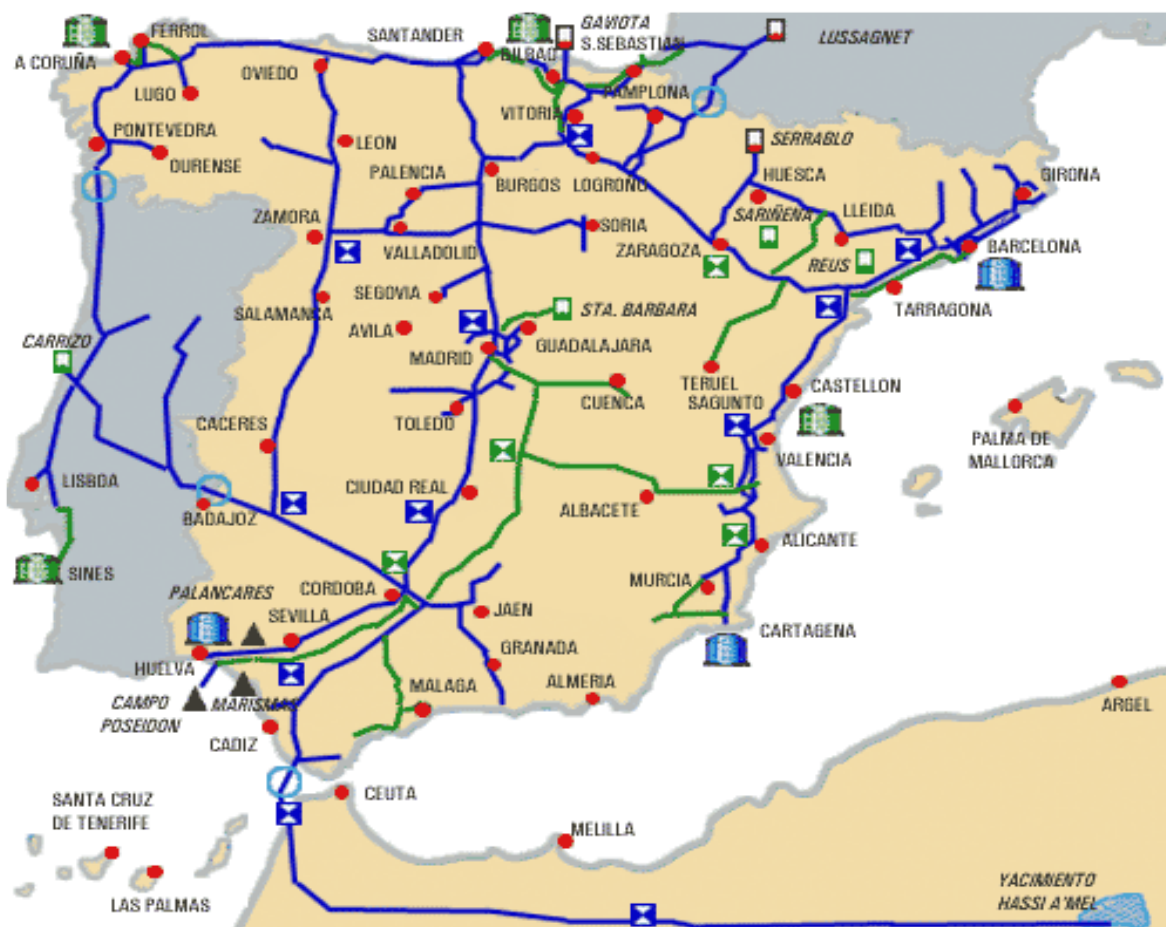 FERROL
GAVIOTA
SANTANDER
S.SEBASTIAN
LUSSAGNET
A CORUÑA
BILBAO
OVIEDO
LUGO
PAMPLONA
VITORIA
PONTEVEDRA
LEON
SERRABLO
OURENSE
PALENCIA
BURGOS
LOGROÑO
HUESCA
GIRONA
SARIÑENA
LLEIDA
ZAMORA
SORIA
VALLADOLID
ZARAGOZA
BARCELONA
REUS
SEGOVIA
SALAMANCA
STA. BARBARA
TARRAGONA
AVILA
CARRIZO
MADRID
GUADALAJARA
TERUEL
CASTELLON
CUENCA
SAGUNTO
CACERES
TOLEDO
PALMA DE
MALLORCA
VALENCIA
LISBOA
CIUDAD REAL
BADAJOZ
ALBACETE
ALICANTE
SINES
PALANCARES
CORDOBA
MURCIA
SEVILLA
JAEN
CARTAGENA
HUELVA
GRANADA
MALAGA
ALMERIA
CAMPO
POSEIDON
MARISMAS
ARGEL
CADIZ
CEUTA
SANTA CRUZ
DE TENERIFE
MELILLA
LAS PALMAS
YACIMIENTO
HASSI A'MEL